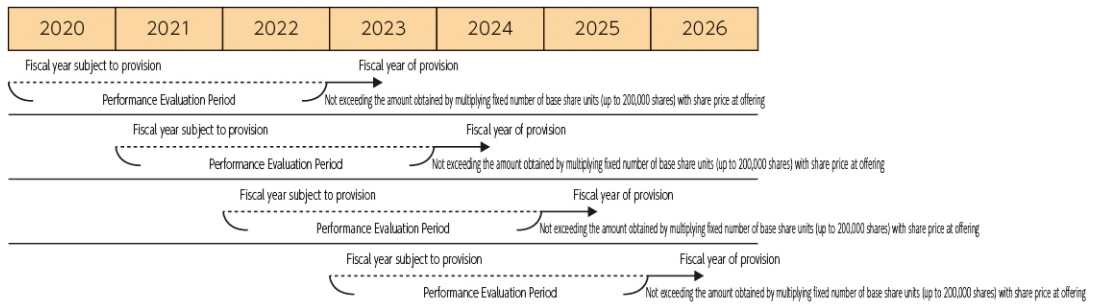 2020 2021 2022 2023 2024 2025 2026
Fiscal year subject to provision Fiscal year of provision
Performance Evaluation Period Not exceeding the amount obtained by multiplying fixed number of base share units (up to 200,000 shares) with share price at offering
Fiscal year subject to provision Fiscal year of provision
Performance Evaluation Period Not exceeding the amount obtained by multiplying fixed number of base share units (up to 200,000 shares) with share price at offering
Fiscal year subject to provision Fiscal year of provision
Performance Evaluation Period Not exceeding the amount obtained by multiplying fixed number of base share units (up to 200,000 shares) with share price at offering
Fiscal year subject to provision Fiscal year of provision
Performance Evaluation Period Not exceeding the amount obtained by multiplying fixed number of base share units (up to 200,000 shares) with share price at offering